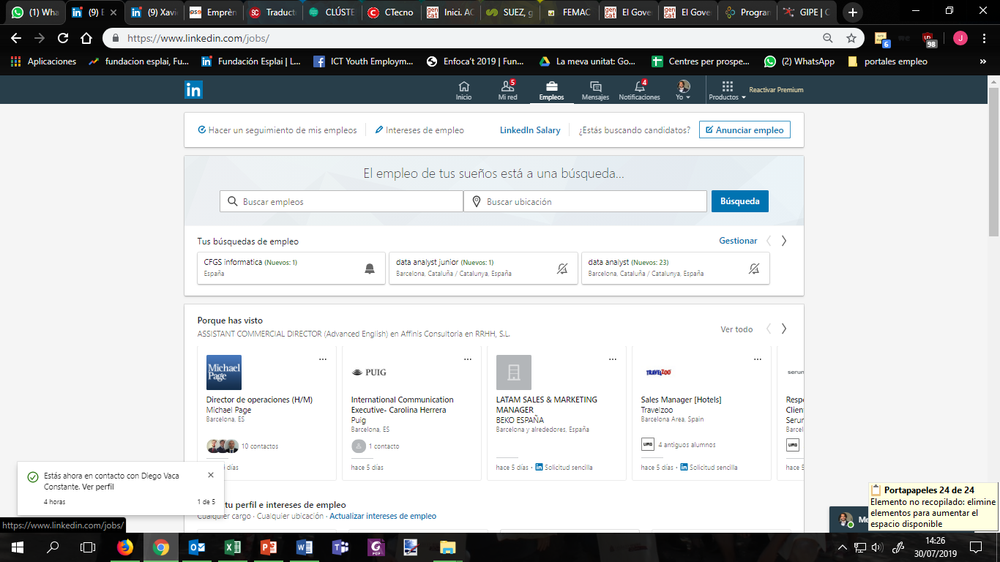 (1) Wha
(9) E
(9) Xavi
Emprèn
Traducto
CLÚSTE
CTecno
Inici. AC
SUEZ, g
FEMAC
El Gove
El Gove
Program
GIPE | C
https://www.linkedin.com/jobs/
6
98
J
Aplicaciones
fundacion esplai, Fu...
Fundación Esplai | L...
ICT Youth Employm...
Enfoca't 2019 | Fun...
La meva unitat: Go...
Centres per prospe...
(2) WhatsApp
portales empleo
»
in
Inicio
5
Mi red
Empleos
Mensajes
4
Notificaciones
Yo
Productos
Reactivar Premium
Hacer un seguimiento de mis empleos
Intereses de empleo
LinkedIn Salary
¿Estás buscando candidatos?
Anunciar empleo
El empleo de tus sueños está a una búsqueda...
Buscar empleos
Buscar ubicación
Búsqueda
Tus búsquedas de empleo
Gestionar
CFGS informatica (Nuevos: 1)
España
data analyst junior (Nuevos: 1)
Barcelona, Cataluña / Catalunya, España
data analyst (Nuevos: 23)
Barcelona, Cataluña / Catalunya, España
Porque has visto
ASSISTANT COMMERCIAL DIRECTOR (Advanced English) en Affinis Consultoria en RRHH, S.L.
Ver todo
Michael Page
Director de operaciones (H/M)
Michael Page
Barcelona, ES
10 contactos
días
PUIG
International Communication
Executive- Carolina Herrera
Puig
Barcelona, ES
1 contacto
hace 5 días
LATAM SALES & MARKETING
MANAGER
BEKO ESPAÑA
Barcelona y alrededores, España
hace 5 días • in Solicitud sencilla
TRAVELZOO
Sales Manager [Hotels]
Travelzoo
Barcelona Area, Spain
4 antiguos alumnos
hace 5 días • in Solicitud sencilla
serun
Resp
Clien
Serur
Barcelo
hace 5
Estás ahora en contacto con Diego Vaca
Constante. Ver perfil
4 horas
1 de 5
tu perfil e intereses de empleo
Cualquier cargo · Cualquier ubicación · Actualizar intereses de empleo
https://www.linkedin.com/jobs/
Me
Portapapeles 24 de 24
Elemento no recopilado: elimine
elementos para aumentar el
espacio disponible
14:26
30/07/2019